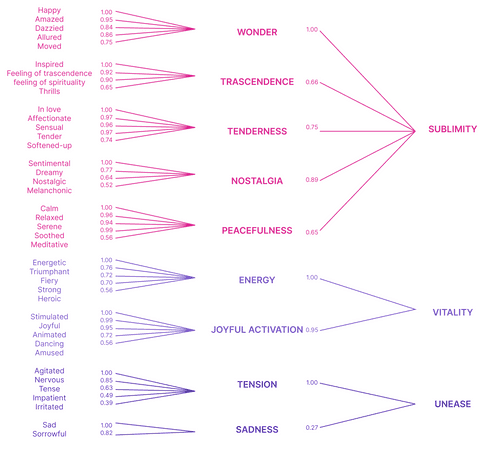 Happy
Amazed
Dazzled
Allured
Moved
1.00
0.95
0.84
0.86
0.75
WONDER
1.00
Inspired
Feeling of trascendence
feeling of spirituality
Thrills
1.00
0.92
0.90
0.65
TRASCENDENCE
0.66
In love
Affectionate
Sensual
Tender
Softened-up
1.00
0.97
0.96
0.97
0.74
TENDERNESS
0.75
SUBLIMITY
Sentimental
Dreamy
Nostalgic
Melanchonic
1.00
0.77
0.64
0.52
NOSTALGIA
0.89
Calm
Relaxed
Serene
Soothed
Meditative
1.00
0.96
0.94
0.99
0.56
PEACEFULNESS
0.65
Energetic
Triumphant
Fiery
Strong
Heroic
1.00
0.76
0.72
0.70
0.56
ENERGY
1.00
VITALITY
Stimulated
Joyful
Animated
Dancing
Amused
1.00
0.99
0.95
0.72
0.56
JOYFUL ACTIVATION
0.95
Agitated
Nervous
Tense
Impatient
Irritated
1.00
0.85
0.63
0.49
0.39
TENSION
1.00
UNEASE
Sad
Sorrowful
1.00
0.82
SADNESS
0.27